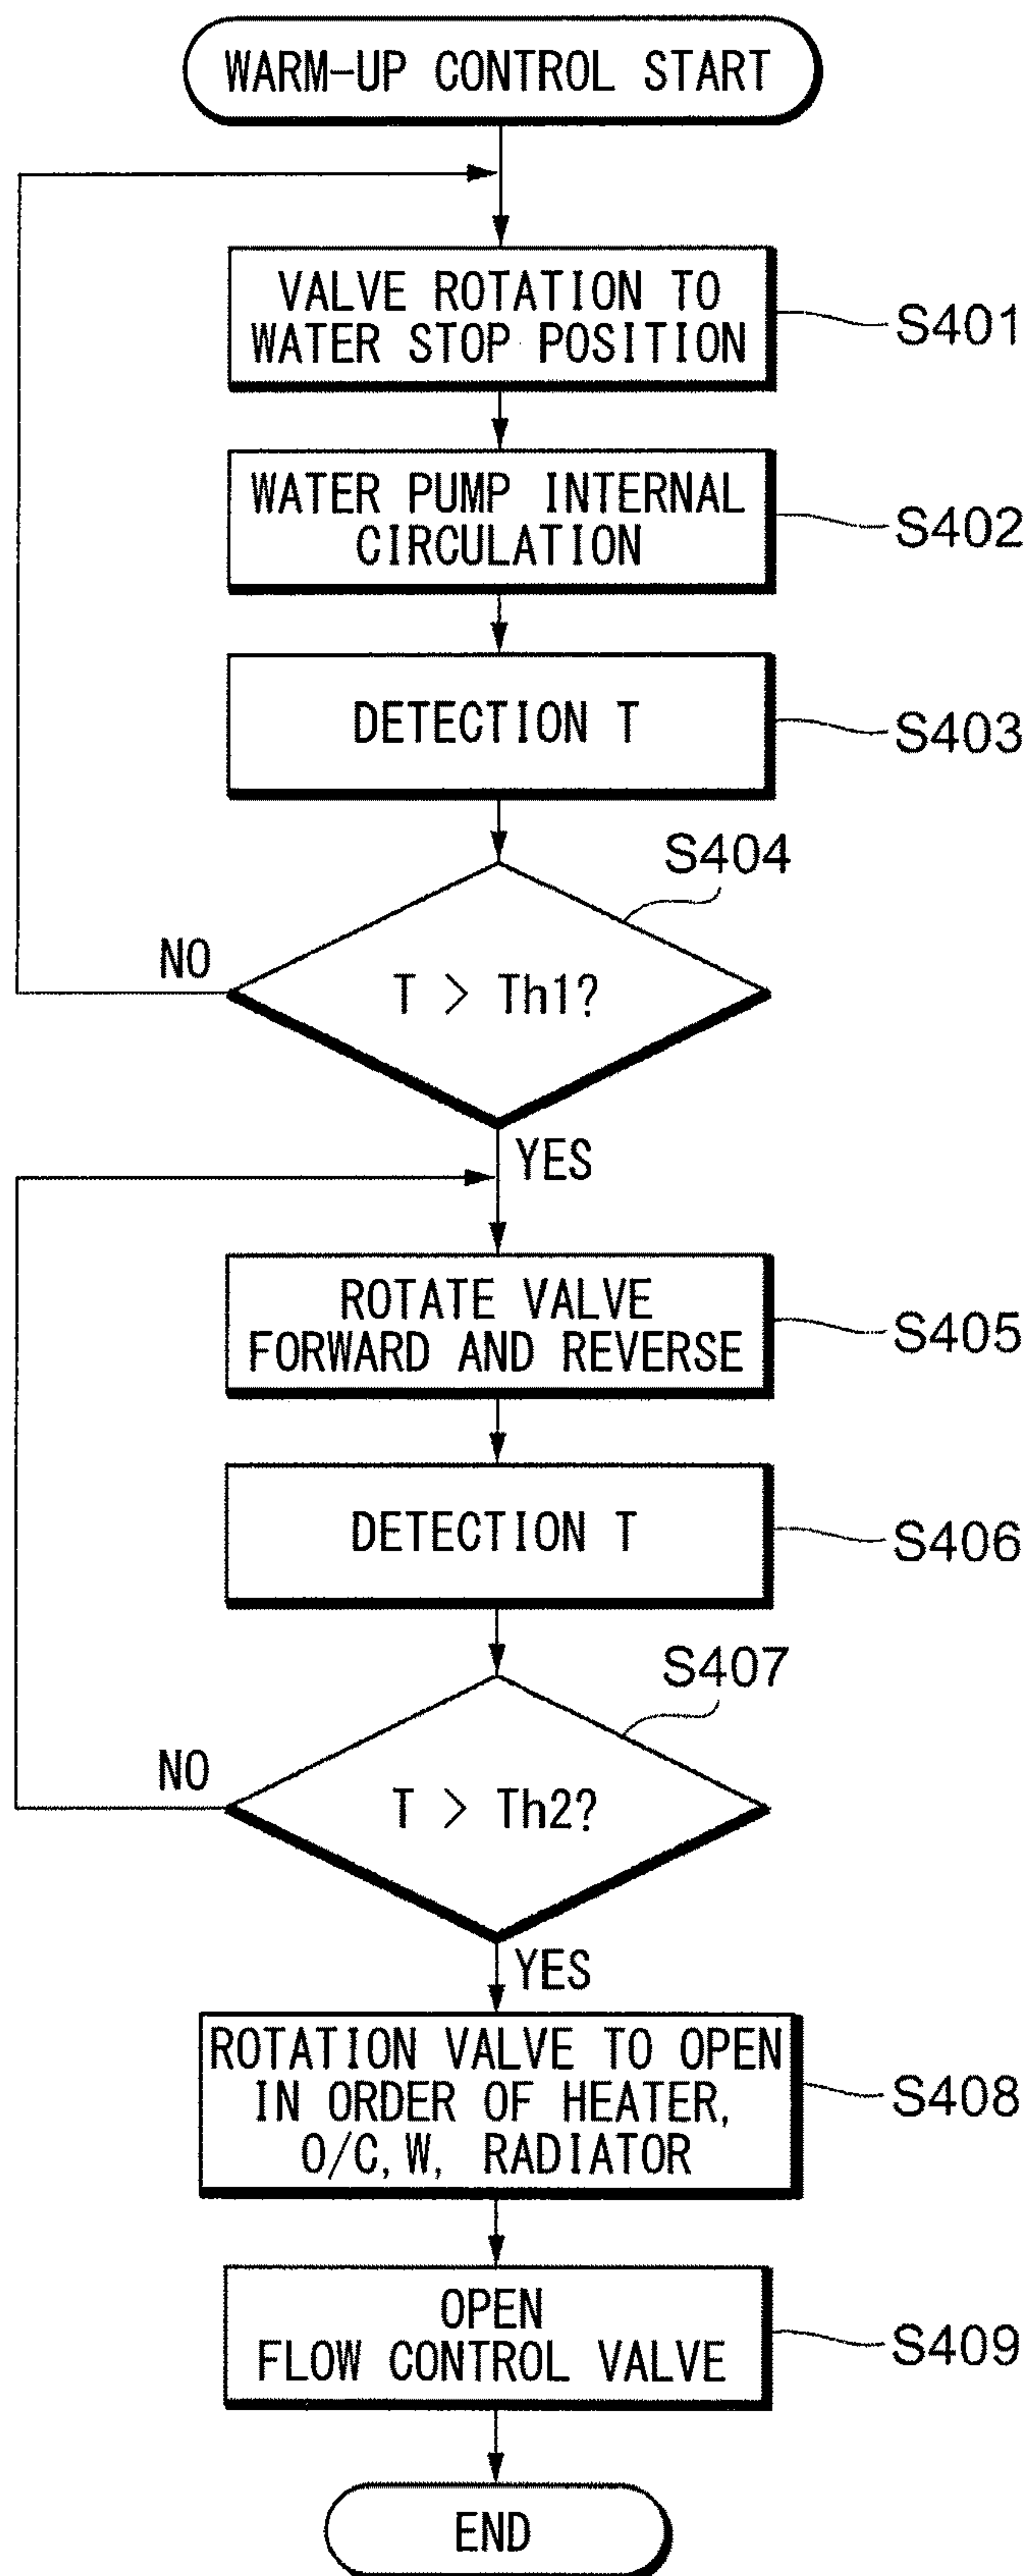 WARM-UP CONTROL START
VALVE ROTATION TO
WATER STOP POSITION
S401
WATER PUMP INTERNAL
CIRCULATION
S402
DETECTION T
S403
S404
NO
T > Th1?
YES
ROTATE VALVE
FORWARD AND REVERSE
S405
DETECTION T
S406
S407
NO
T > Th2?
YES
ROTATION VALVE TO OPEN
IN ORDER OF HEATER,
O/C, W, RADIATOR
S408
OPEN
FLOW CONTROL VALVE
S409
END